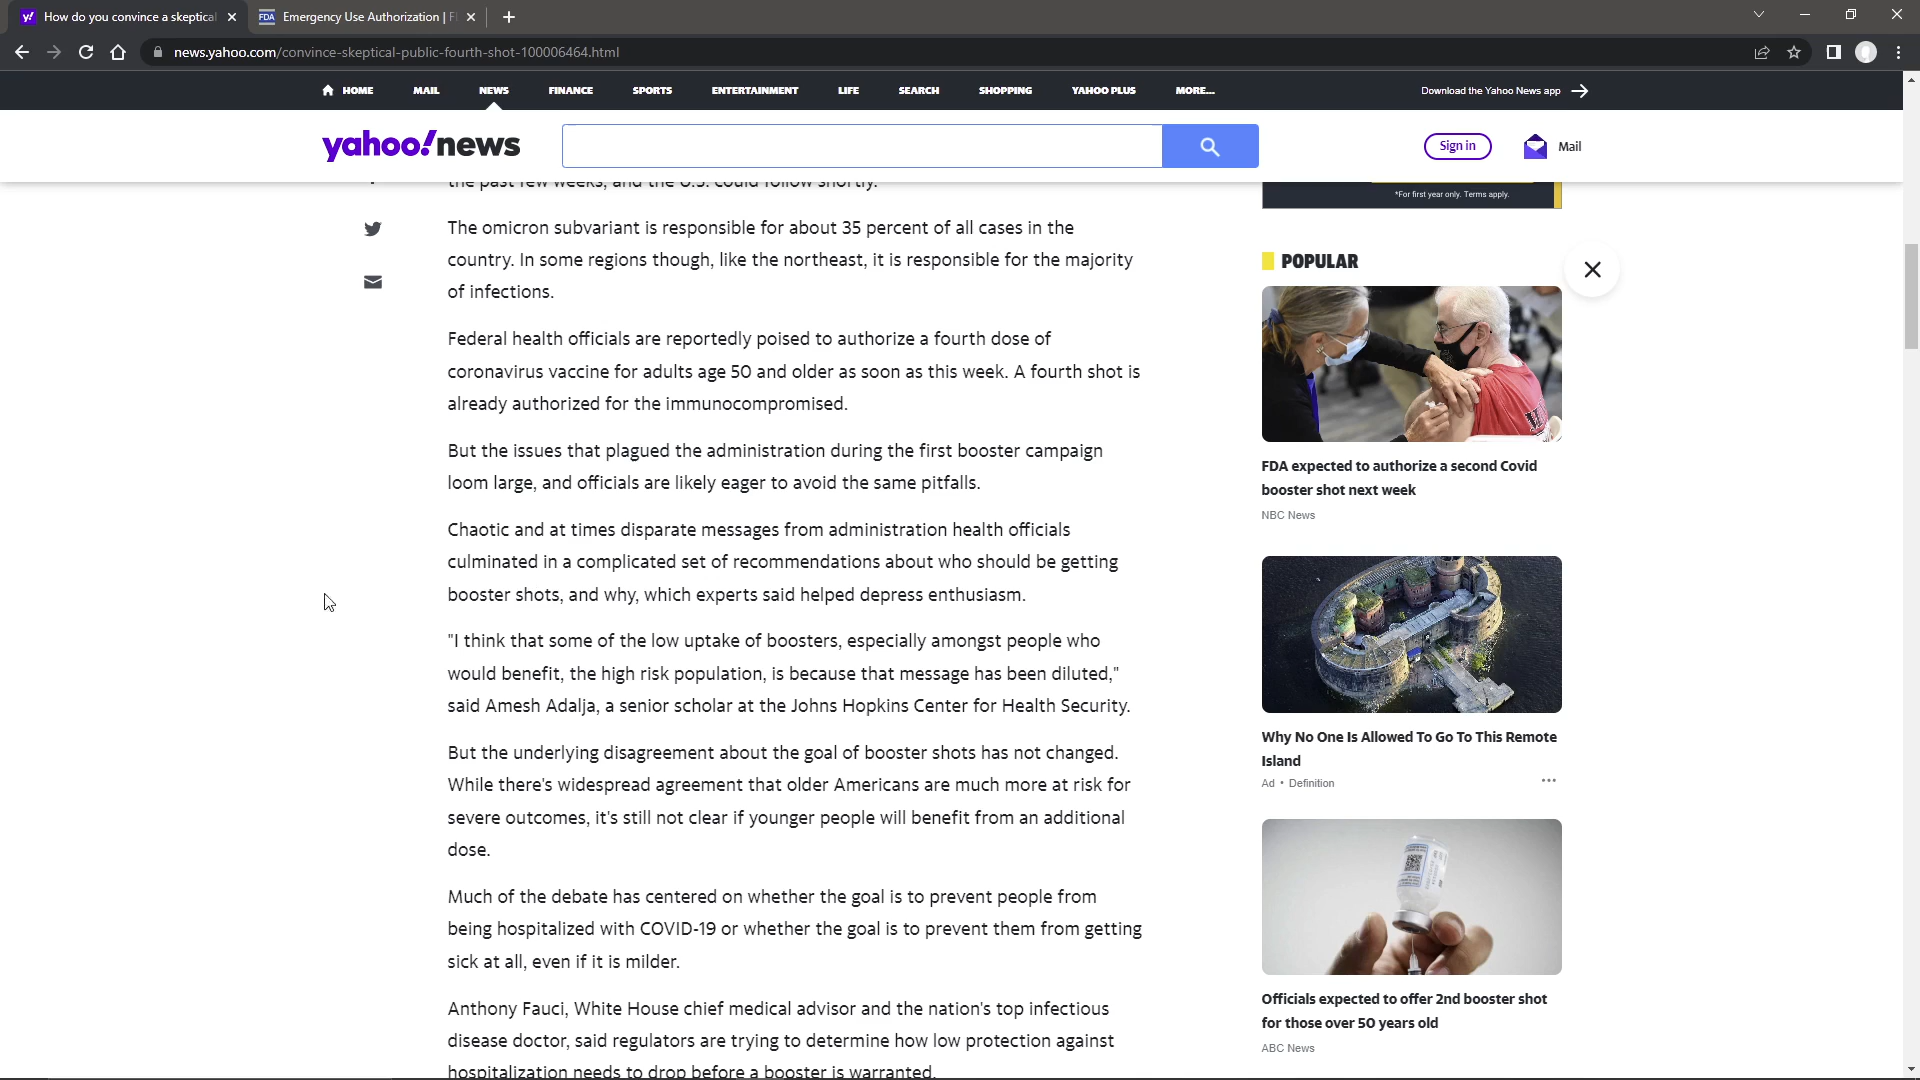 How do you convince a skeptical
Emergency Use Authorization |
news.yahoo.com/convince-skeptical-public-fourth-shot-100006464.html
HOME MAIL NEWS FINANCE SPORTS ENTERTAINMENT LIFE SEARCH SHOPPING YAHOO PLUS MORE... Download the Yahoo News app
yahoo!news
Sign in
Mail
the past few weeks, and the U.S. could follow shortly.
The omicron subvariant is responsible for about 35 percent of all cases in the
country. In some regions though, like the northeast, it is responsible for the majority
of infections.
Federal health officials are reportedly poised to authorize a fourth dose of
coronavirus vaccine for adults age 50 and older as soon as this week. A fourth shot is
already authorized for the immunocompromised.
But the issues that plagued the administration during the first booster campaign
loom large, and officials are likely eager to avoid the same pitfalls.
Chaotic and at times disparate messages from administration health officials
culminated in a complicated set of recommendations about who should be getting
booster shots, and why, which experts said helped depress enthusiasm.
"I think that some of the low uptake of boosters, especially amongst people who
would benefit, the high risk population, is because that message has been diluted,"
said Amesh Adalja, a senior scholar at the Johns Hopkins Center for Health Security.
But the underlying disagreement about the goal of booster shots has not changed.
While there's widespread agreement that older Americans are much more at risk for
severe outcomes, it's still not clear if younger people will benefit from an additional
dose.
Much of the debate has centered on whether the goal is to prevent people from
being hospitalized with COVID-19 or whether the goal is to prevent them from getting
sick at all, even if it is milder.
Anthony Fauci, White House chief medical advisor and the nation's top infectious
disease doctor, said regulators are trying to determine how low protection against
hospitalization needs to drop before a booster is warranted.
*For first year only. Terms apply.
POPULAR
FDA expected to authorize a second Covid
booster shot next week
NBC News
Why No One Is Allowed To Go To This Remote
Island
Ad • Definition
Officials expected to offer 2nd booster shot
for those over 50 years old
ABC News